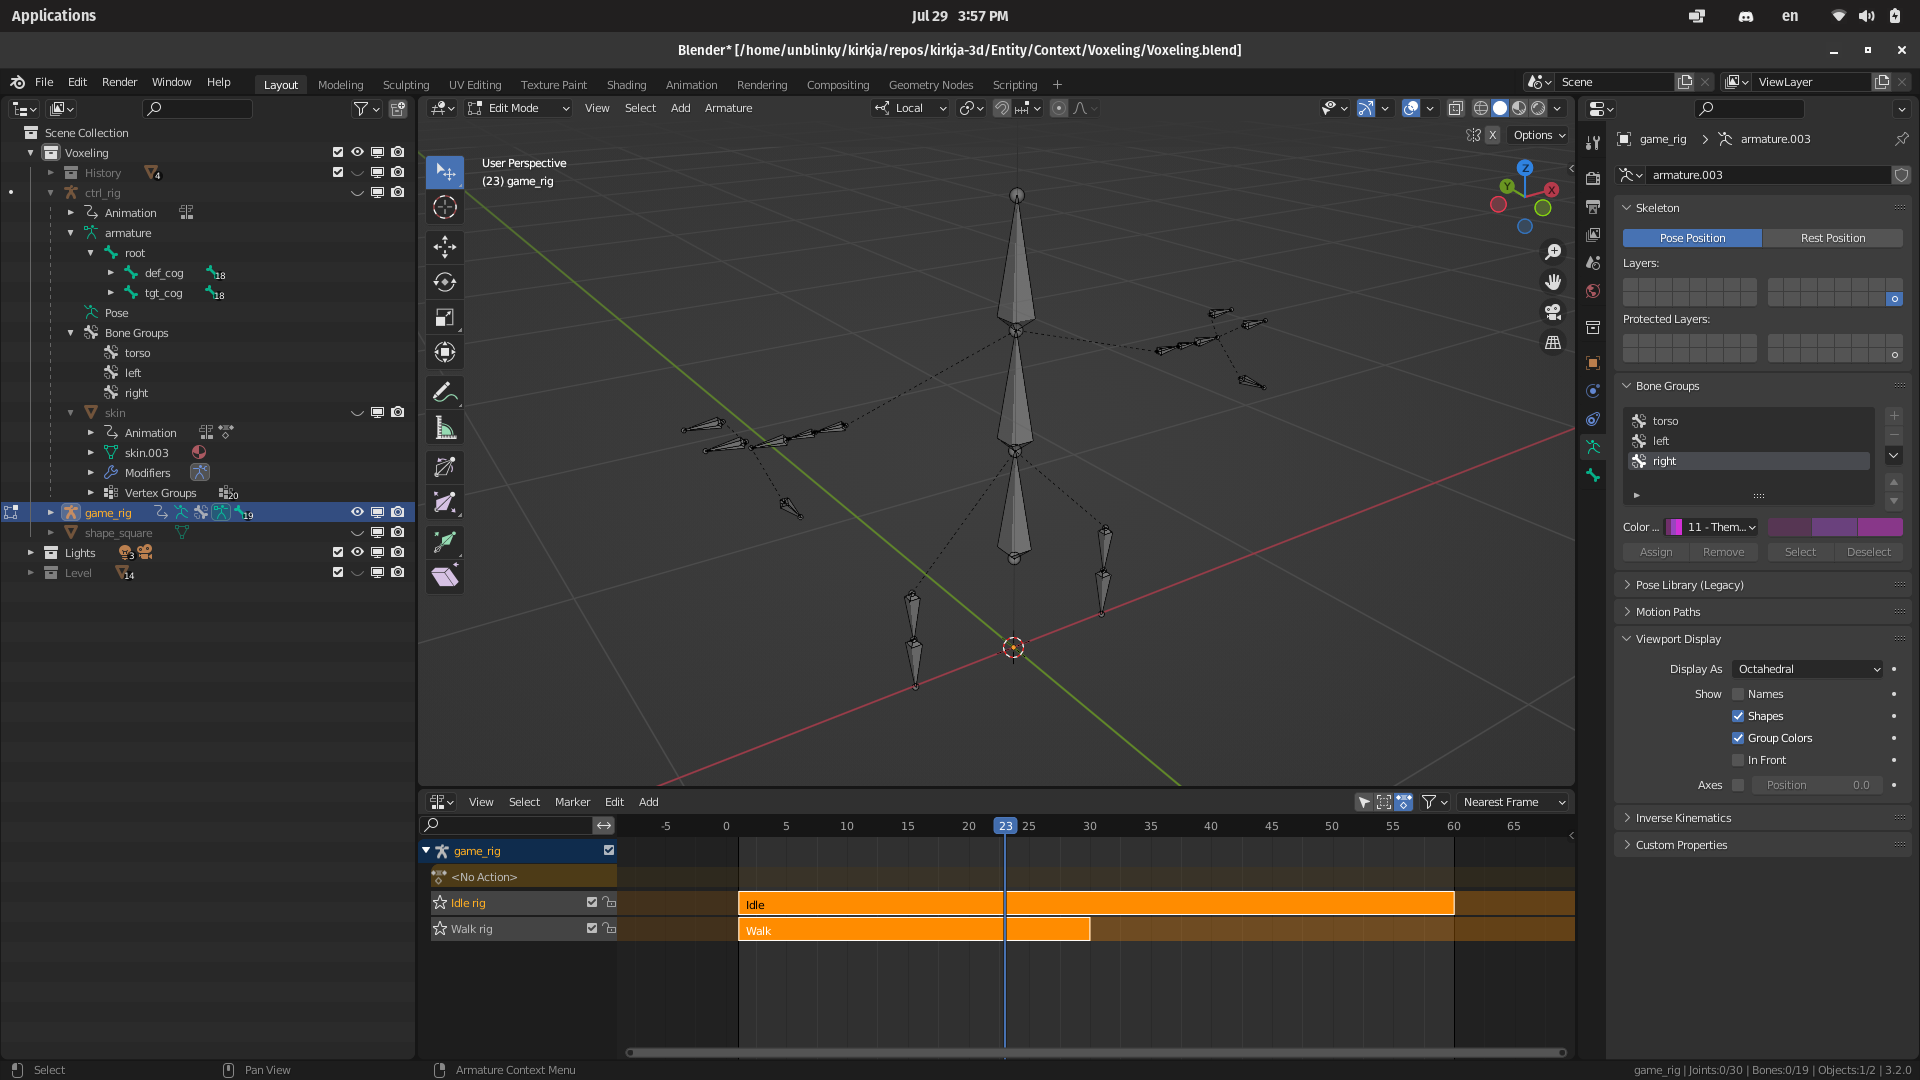 Applications
Jul 29 3:57 PM
en
Blender* [/home/unblinky/kirkja/repos/kirkja-3d/Entity/Context/Voxeling/Voxeling.blend]
File Edit Render Window Help
Layout Modeling Sculpting UV Editing Texture Paint Shading Animation Rendering Compositing Geometry Nodes Scripting +
Scene
ViewLayer
Scene Collection
Voxeling
History 4
ctrl_rig
Animation
armature
root
def_cog 18
tgt_cog 18
Pose
Bone Groups
torso
left
right
skin
Animation
skin.003
Modifiers
Vertex Groups 20
game_rig 19
shape_square
Lights 3
Level 14
Edit Mode View Select Add Armature
Local
X Options
User Perspective
(23) game_rig
Z
Y
X
game_rig > armature.003
armature.003
Skeleton
Pose Position Rest Position
Layers:
Protected Layers:
Bone Groups
torso
left
right
Color ... 11 - Them...
Assign Remove Select Deselect
Pose Library (Legacy)
Motion Paths
Viewport Display
Display As Octahedral
Show Names
Shapes
Group Colors
In Front
Axes Position 0.0
Inverse Kinematics
Custom Properties
View Select Marker Edit Add
Nearest Frame
-5 0 5 10 15 20 23 25 30 35 40 45 50 55 60 65
game_rig
<No Action>
Idle rig
Idle
Walk rig
Walk
Select
Pan View
Armature Context Menu
game_rig | Joints:0/30 | Bones:0/19 | Objects:1/2 | 3.2.0